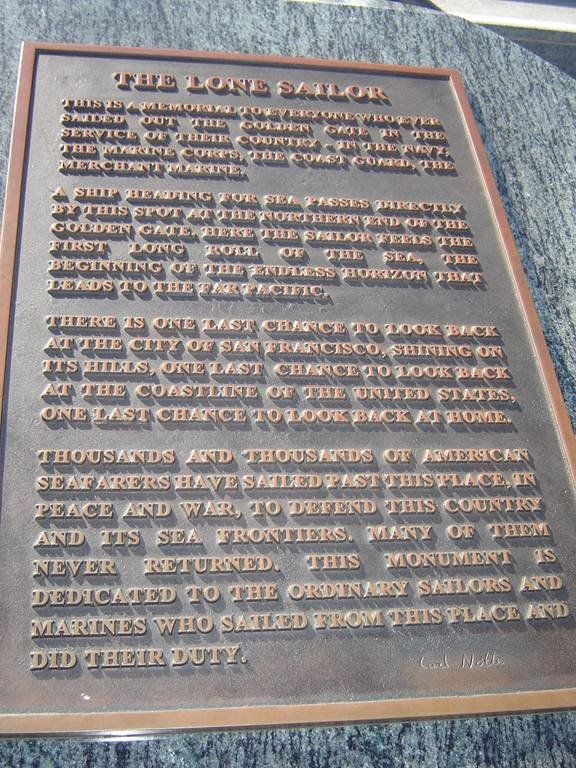 THE LONE SAILOR
THIS IS A MEMORIAL TO EVERYONE WHO EVER
SAILED OUT THE GOLDEN GATE IN THE
SERVICE OF THEIR COUNTRY - IN THE NAVY,
THE MARINE CORPS, THE COAST GUARD, THE
MERCHANT MARINE.
A SHIP HEADING FOR SEA PASSES DIRECTLY
BY THIS SPOT AT THE NORTHERN END OF THE
GOLDEN GATE. HERE THE SAILOR FEELS THE
FIRST LONG ROLL OF THE SEA, THE
BEGINNING OF THE ENDLESS HORIZON THAT
LEADS TO THE FAR PACIFIC.
THERE IS ONE LAST CHANCE TO LOOK BACK
AT THE CITY OF SAN FRANCISCO, SHINING ON
ITS HILLS, ONE LAST CHANCE TO LOOK BACK
AT THE COASTLINE OF THE UNITED STATES,
ONE LAST CHANCE TO LOOK BACK AT HOME.
THOUSANDS AND THOUSANDS OF AMERICAN
SEAFARERS HAVE SAILED PAST THIS PLACE, IN
PEACE AND WAR, TO DEFEND THIS COUNTRY
AND ITS SEA FRONTIERS. MANY OF THEM
NEVER RETURNED. THIS MONUMENT IS
DEDICATED TO THE ORDINARY SAILORS AND
MARINES WHO SAILED FROM THIS PLACE AND
DID THEIR DUTY.
Carl Nolte